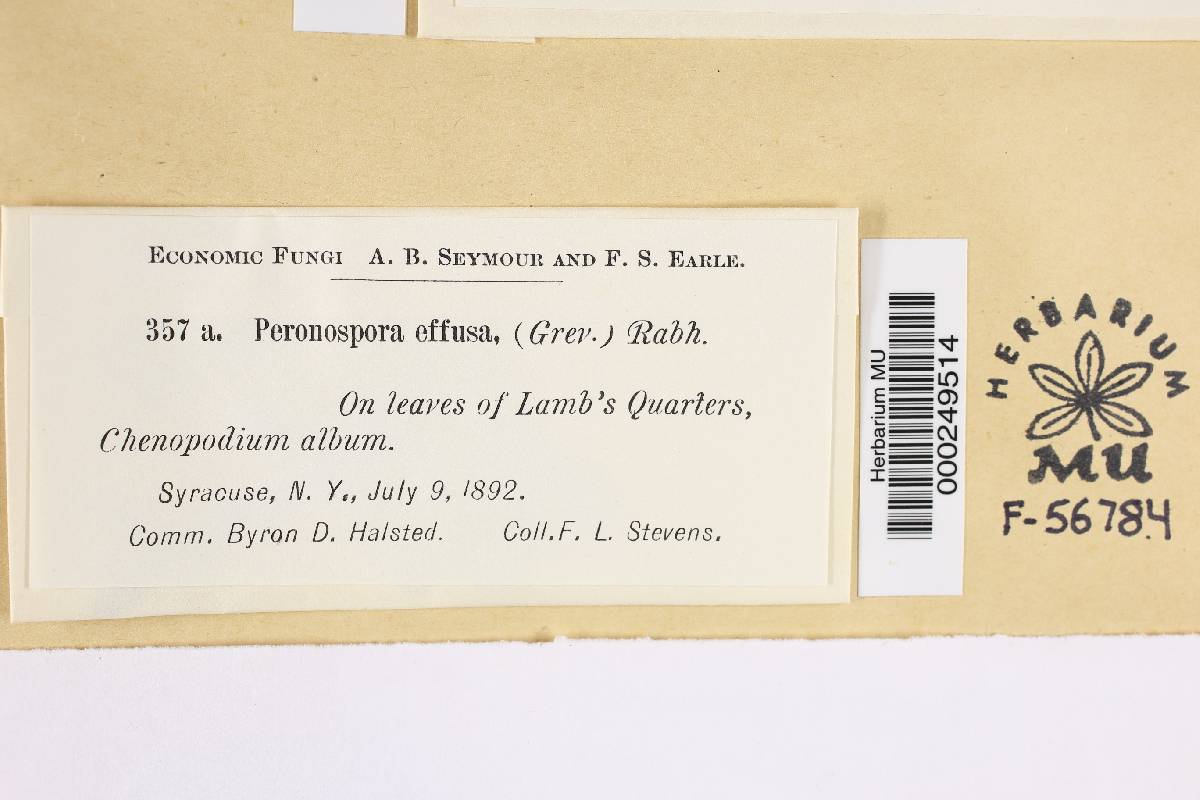 ECONOMIC FUNGI A. B. SEYMOUR AND F. S. EARLE.
357 a. Peronospora effusa, (Grev.) Rabh.
On leaves of Lamb's Quarters,
Chenopodium album.
Syracuse, N. Y., July 9, 1892.
Comm. Byron D. Halsted. Coll. F. L. Stevens.
Herbarium MU
000249514
HERBARIUM
MU
F-56784